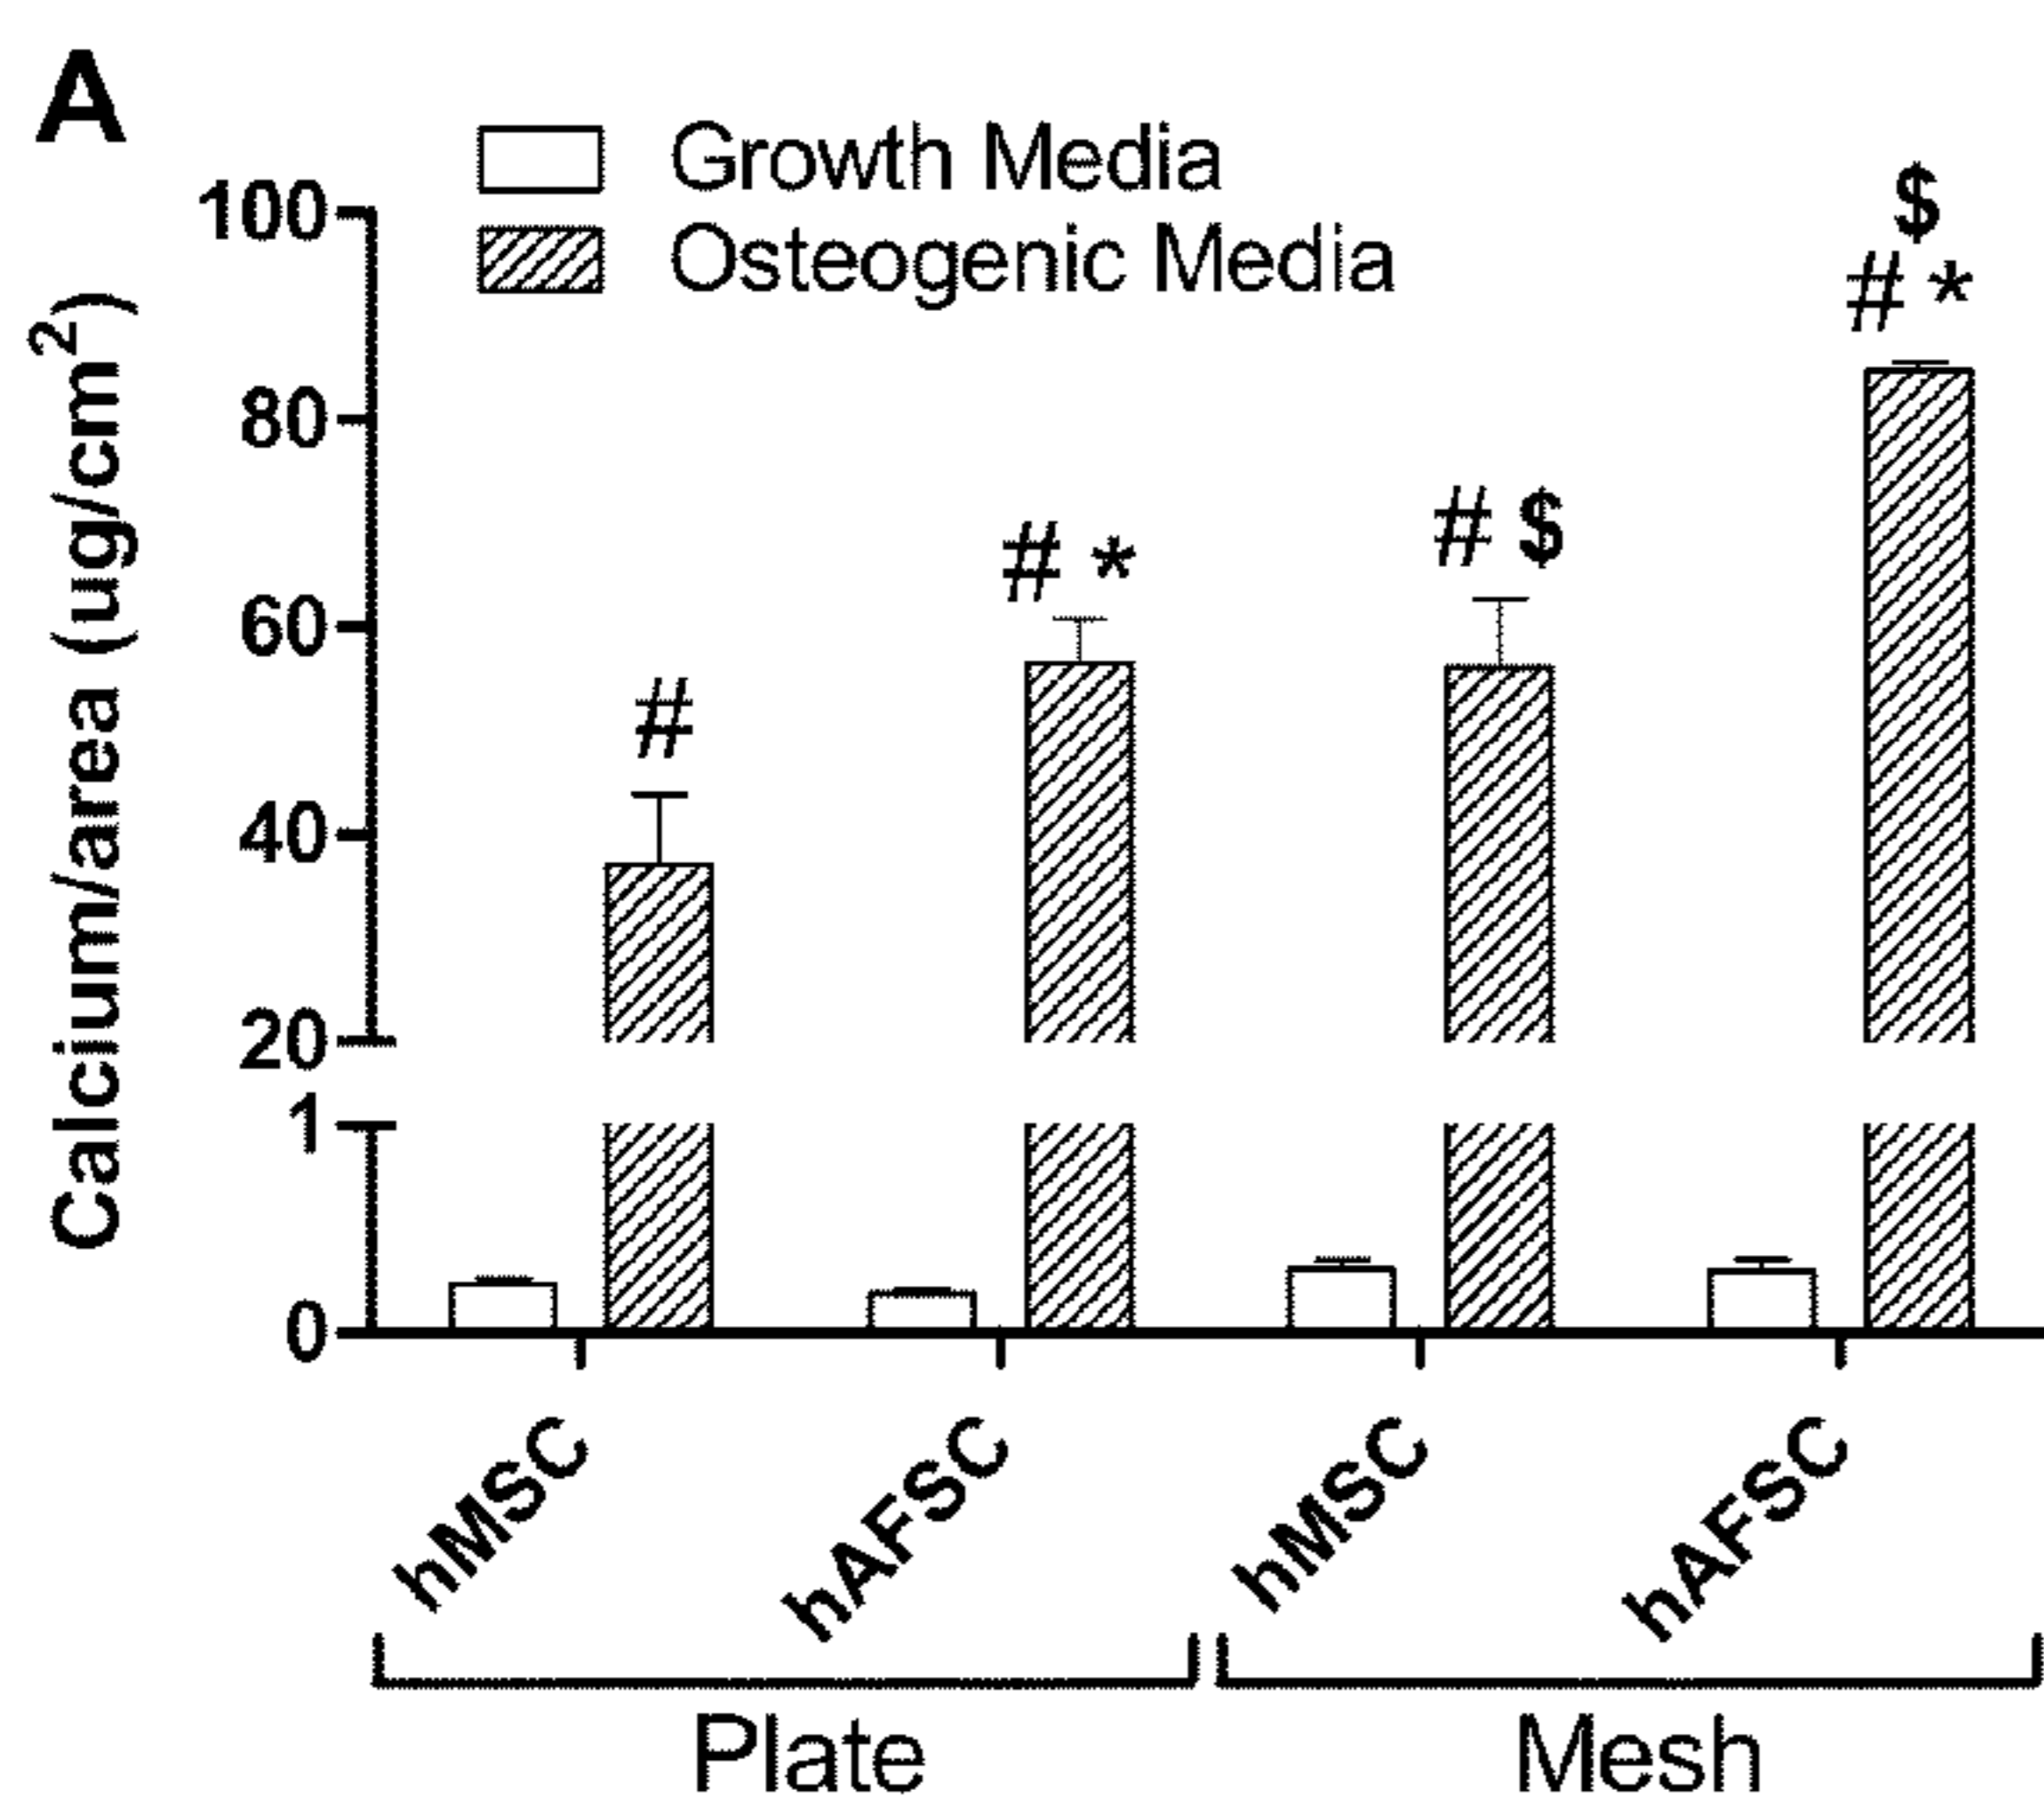 A
Growth Media
Osteogenic Media
Calcium/area (ug/cm²)
100
80
60
40
20
1
0
#
# *
# $
$
# *
hMSC
hAFSC
hMSC
hAFSC
Plate
Mesh